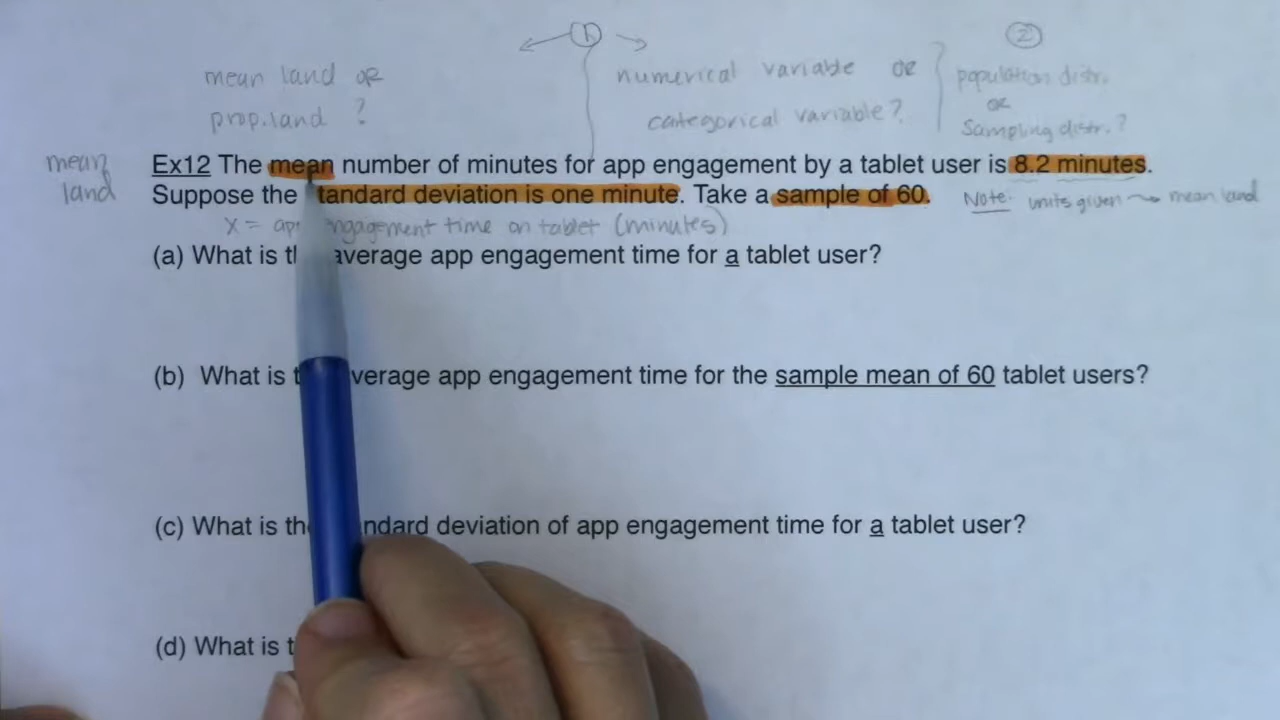 ① ②
mean land or
prop.land ?
numerical variable or
categorical variable?
population distr.
or
Sampling distr.?
mean
land
Ex12 The mean number of minutes for app engagement by a tablet user is 8.2 minutes.
Suppose the tandard deviation is one minute. Take a sample of 60.
Note: units given → mean land
X = ap ngagement time on tablet (minutes)
(a) What is t average app engagement time for a tablet user?
(b) What is t verage app engagement time for the sample mean of 60 tablet users?
(c) What is th ndard deviation of app engagement time for a tablet user?
(d) What is t